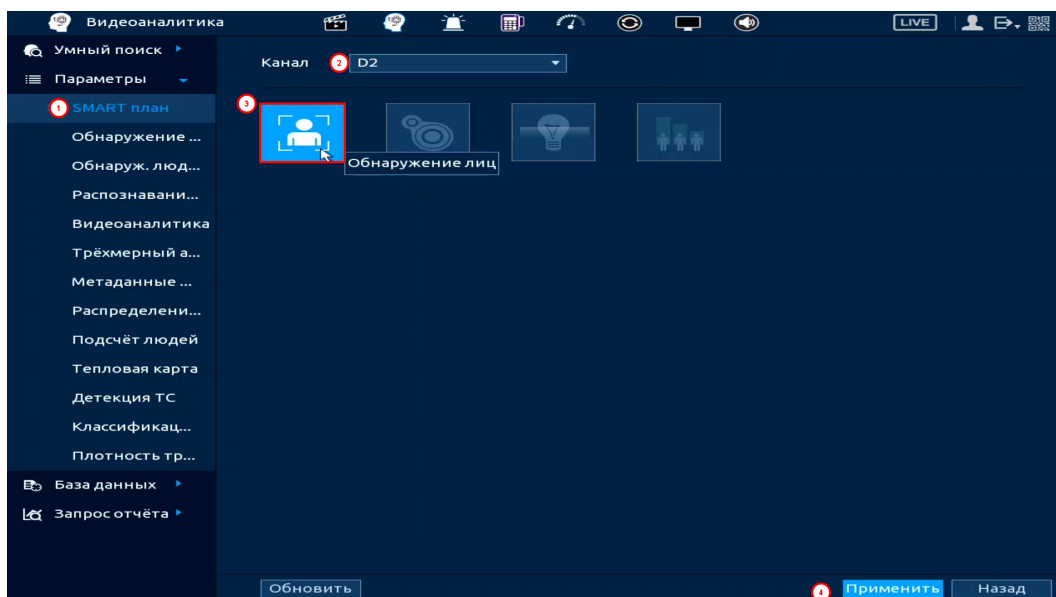 Видеоаналитика
LIVE
Умный поиск
Параметры
1 SMART план
Обнаружение ...
Обнаруж. люд...
Распознавани...
Видеоаналитика
Трёхмерный а...
Метаданные ...
Распределени...
Подсчёт людей
Тепловая карта
Детекция ТС
Классификац...
Плотность тр...
База данных
Запрос отчёта
Канал 2 D2
3
Обнаружение лиц
Обновить
4 Применить Назад